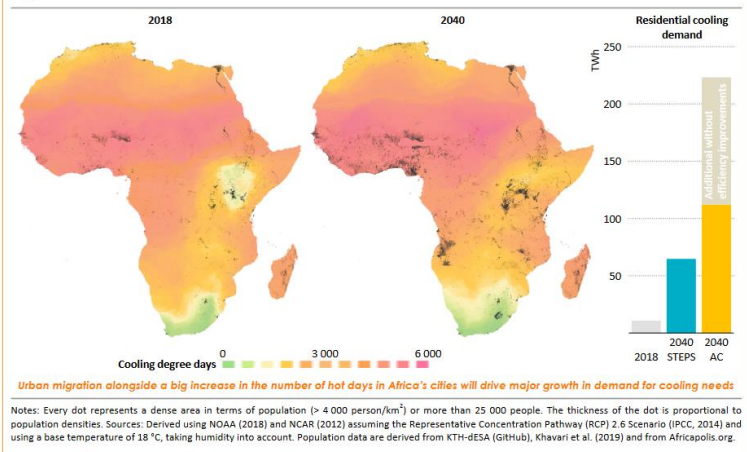 2018
2040
Residential cooling
demand
TWh
250
200
150
100
50
Additional without
efficiency improvements
2018
2040
STEPS
2040
AC
Cooling degree days
0
3 000
6 000
Urban migration alongside a big increase in the number of hot days in Africa's cities will drive major growth in demand for cooling needs
Notes: Every dot represents a dense area in terms of population (> 4 000 person/km²) or more than 25 000 people. The thickness of the dot is proportional to
population densities. Sources: Derived using NOAA (2018) and NCAR (2012) assuming the Representative Concentration Pathway (RCP) 2.6 Scenario (IPCC, 2014) and
using a base temperature of 18 °C, taking humidity into account. Population data are derived from KTH-dESA (GitHub), Khavari et al. (2019) and from Africapolis.org.